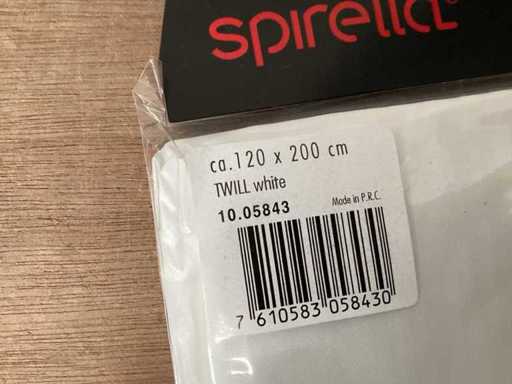 spirella®
ca.120 x 200 cm
TWILL white
10.05843
Made in P.R.C.
7 610583 058430